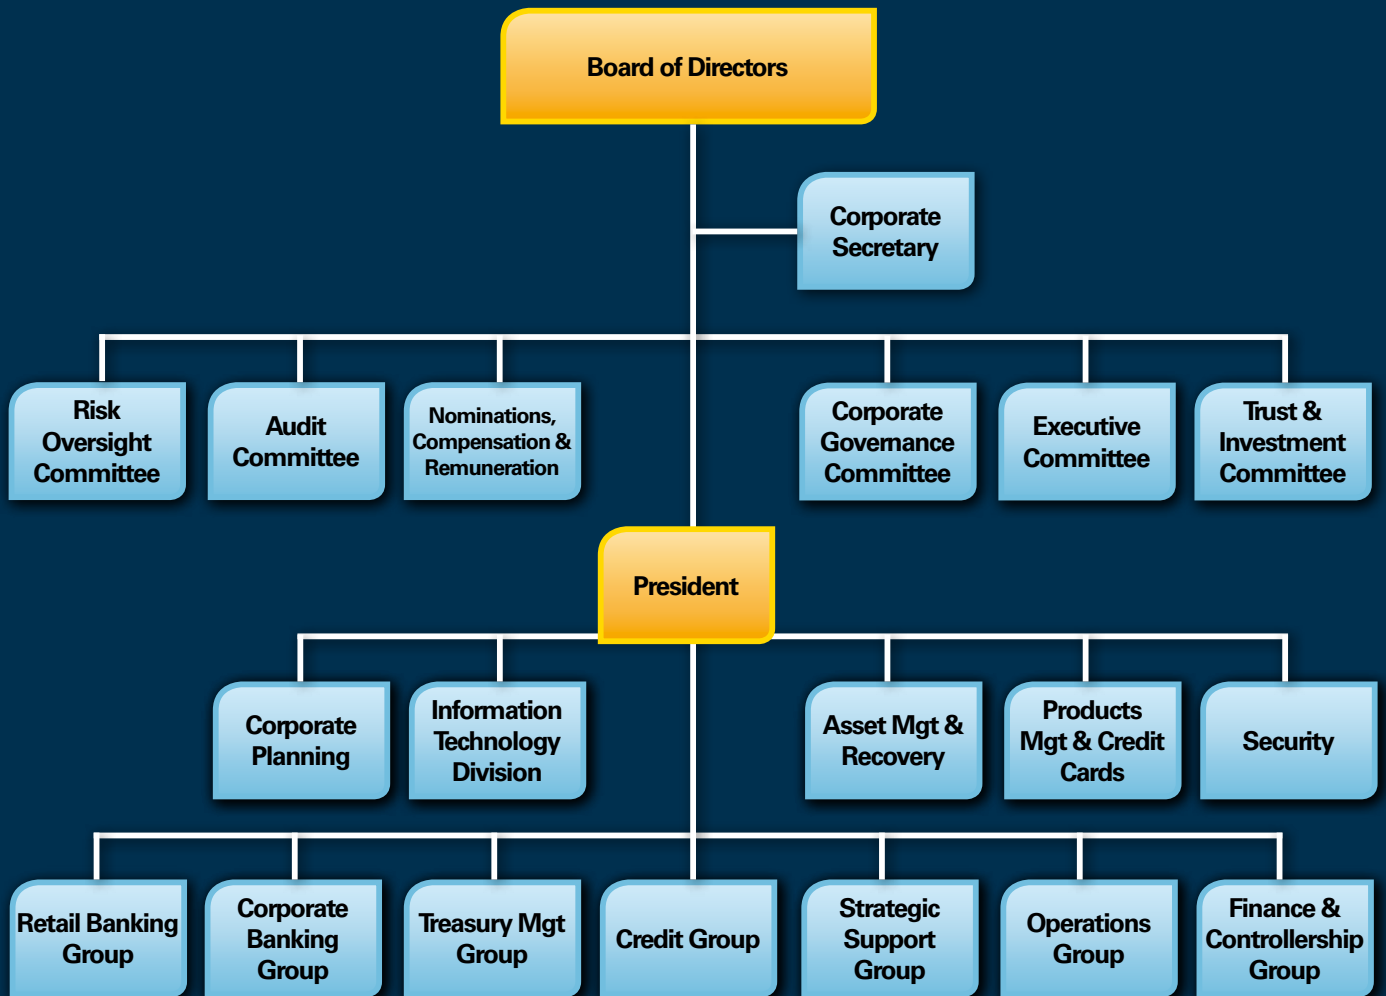 Board of Directors
Corporate
Secretary
Risk
Oversight
Committee
Audit
Committee
Nominations,
Compensation &
Remuneration
Corporate
Governance
Committee
Executive
Committee
Trust &
Investment
Committee
President
Corporate
Planning
Information
Technology
Division
Asset Mgt &
Recovery
Products
Mgt & Credit
Cards
Security
Retail Banking
Group
Corporate
Banking
Group
Treasury Mgt
Group
Credit Group
Strategic
Support
Group
Operations
Group
Finance &
Controllership
Group